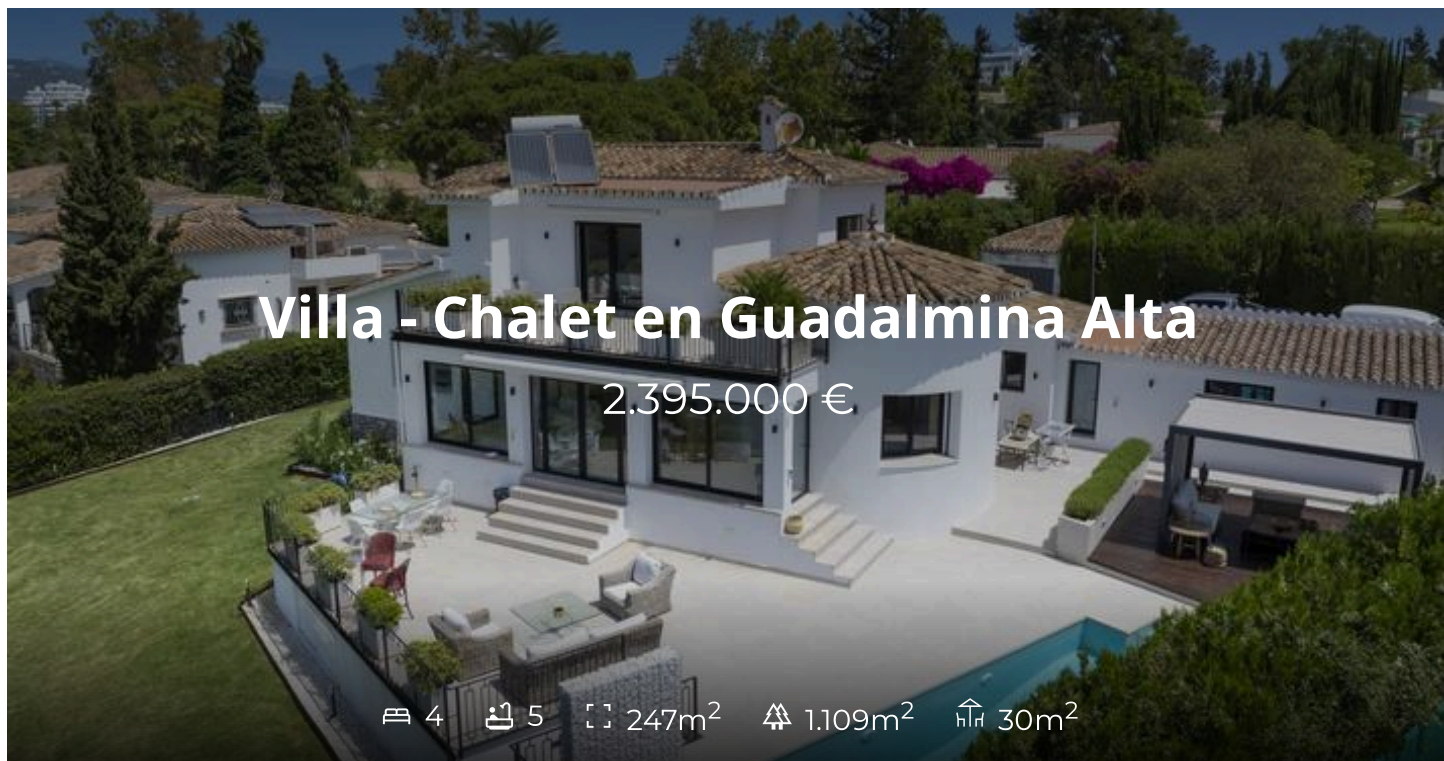 Villa - Chalet en Guadalmina Alta
2.395.000 €
4 5 247m² 1.109m² 30m²